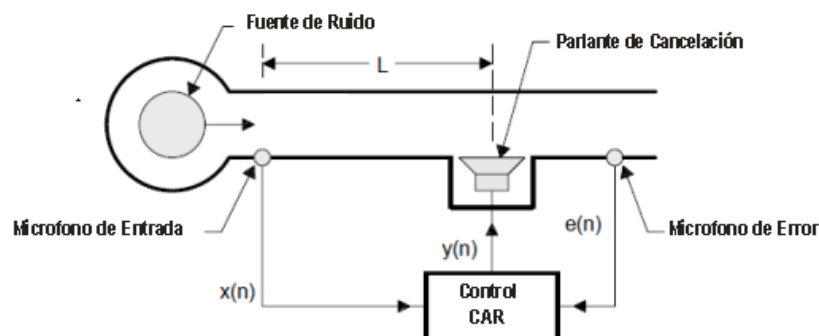 Fuente de Ruido
Parlante de Cancelación
L
Microfono de Entrada
Microfono de Error
e(n)
y(n)
x(n)
Control
CAR